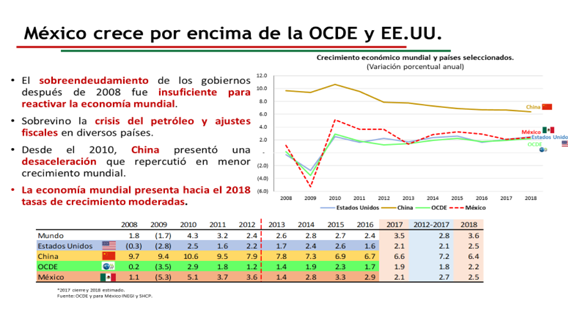 México crece por encima de la OCDE y EE.UU.
• El sobreendeudamiento de los gobiernos
después de 2008 fue insuficiente para
reactivar la economía mundial.
• Sobrevino la crisis del petróleo y ajustes
fiscales en diversos países.
• Desde el 2010, China presentó una
desaceleración que repercutió en menor
crecimiento mundial.
• La economía mundial presenta hacia el 2018
tasas de crecimiento moderadas.
Crecimiento económico mundial y países seleccionados.
(Variación porcentual anual)
12.0
10.0
8.0
6.0
4.0
2.0
(2.0)
(4.0)
(6.0)
China
México
Estados Unidos
OCDE
2008 2009 2010 2011 2012 2013 2014 2015 2016 2017 2018
Estados Unidos China OCDE México
2008 2009 2010 2011 2012 2013 2014 2015 2016 2017 2012-2017 2018
Mundo 1.8 (1.7) 4.3 3.2 2.4 2.6 2.8 2.7 2.4 3.5 2.8 3.6
Estados Unidos (0.3) (2.8) 2.5 1.6 2.2 1.7 2.4 2.6 1.6 2.1 2.1 2.5
China 9.7 9.4 10.6 9.5 7.9 7.8 7.3 6.9 6.7 6.6 7.2 6.4
OCDE 0.2 (3.5) 2.9 1.8 1.2 1.4 1.9 2.3 1.7 2.1 1.8 2.2
México 1.1 (5.3) 5.1 3.7 3.6 1.4 2.8 3.3 2.9 2.1 2.7 2.5
*2017 cierre y 2018 estimado.
Fuente: OCDE y para México INEGI y SHCP.